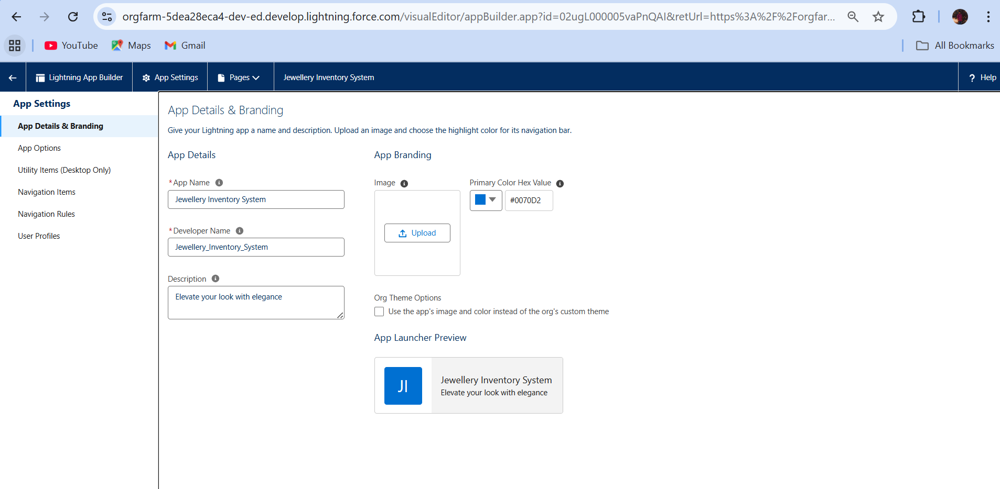 orgfarm-5dea28eca4-dev-ed.develop.lightning.force.com/visualEditor/appBuilder.app?id=02ugL000005vaPnQAI&retUrl=https%3A%2F%2Forgfar...
YouTube Maps Gmail All Bookmarks
Lightning App Builder App Settings Pages Jewellery Inventory System ? Help
App Settings
App Details & Branding
App Options
Utility Items (Desktop Only)
Navigation Items
Navigation Rules
User Profiles
App Details & Branding
Give your Lightning app a name and description. Upload an image and choose the highlight color for its navigation bar.
App Details
*App Name
Jewellery Inventory System
*Developer Name
Jewellery_Inventory_System
Description
Elevate your look with elegance
App Branding
Image
Upload
Primary Color Hex Value
#0070D2
Org Theme Options
Use the app's image and color instead of the org's custom theme
App Launcher Preview
JI
Jewellery Inventory System
Elevate your look with elegance